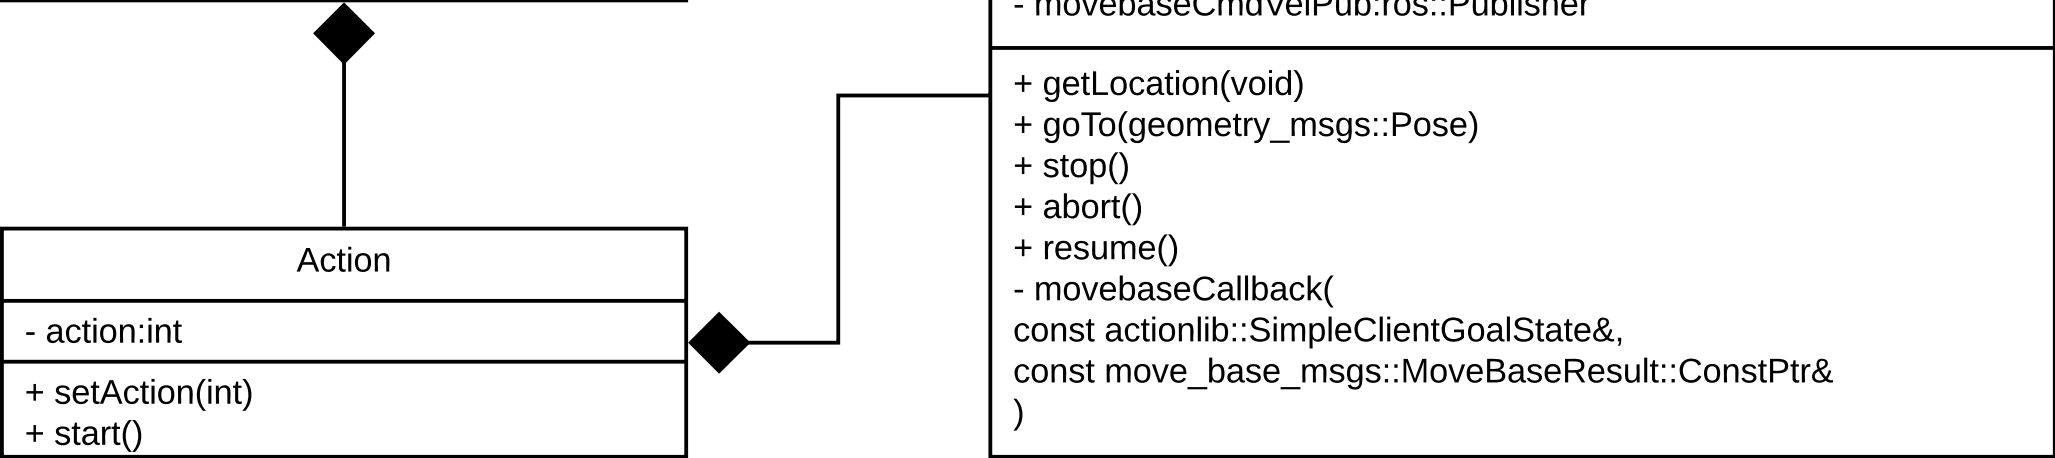 - movebaseCmdVelPub:ros::Publisher
+ getLocation(void)
+ goTo(geometry_msgs::Pose)
+ stop()
+ abort()
+ resume()
- movebaseCallback(
const actionlib::SimpleClientGoalState&,
const move_base_msgs::MoveBaseResult::ConstPtr&
)
Action
- action:int
+ setAction(int)
+ start()